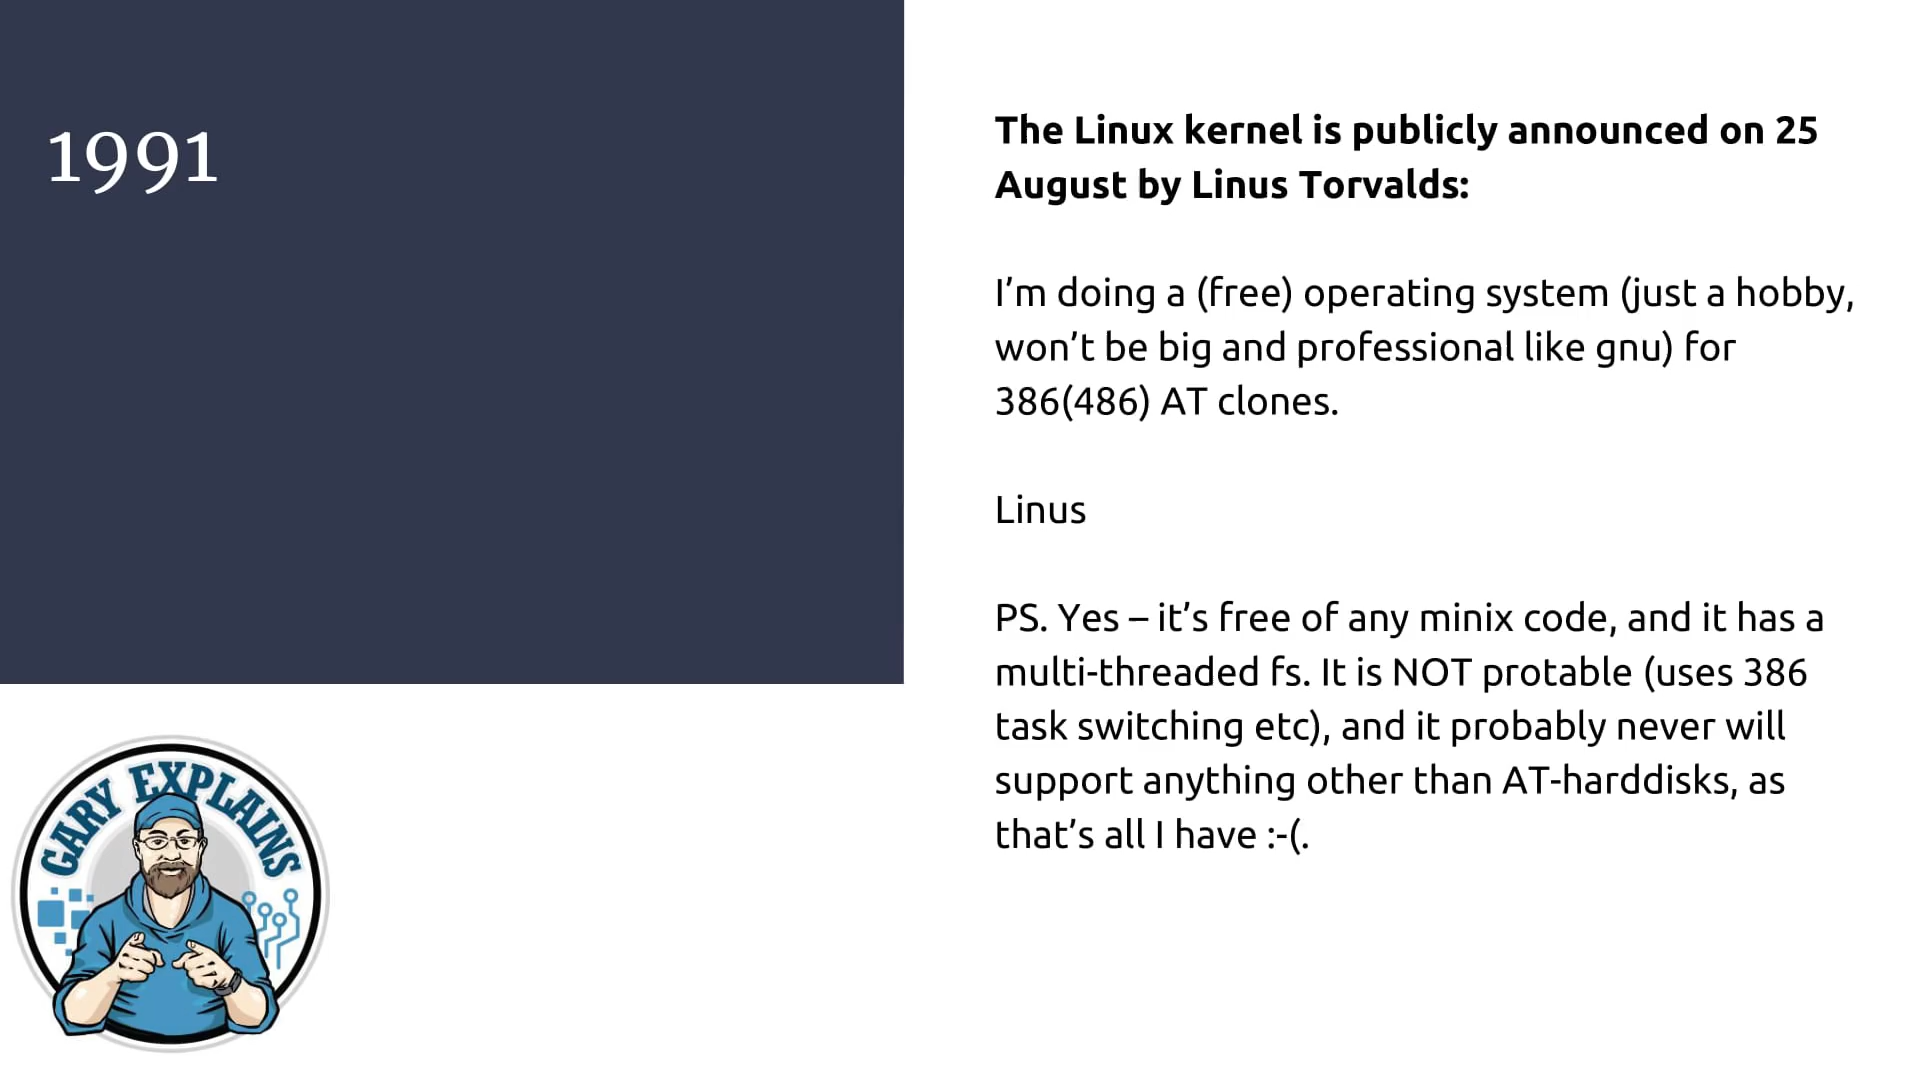 1991
The Linux kernel is publicly announced on 25
August by Linus Torvalds:
I’m doing a (free) operating system (just a hobby,
won’t be big and professional like gnu) for
386(486) AT clones.
Linus
PS. Yes – it’s free of any minix code, and it has a
multi-threaded fs. It is NOT protable (uses 386
task switching etc), and it probably never will
support anything other than AT-harddisks, as
that’s all I have :-(.
GARY EXPLAINS